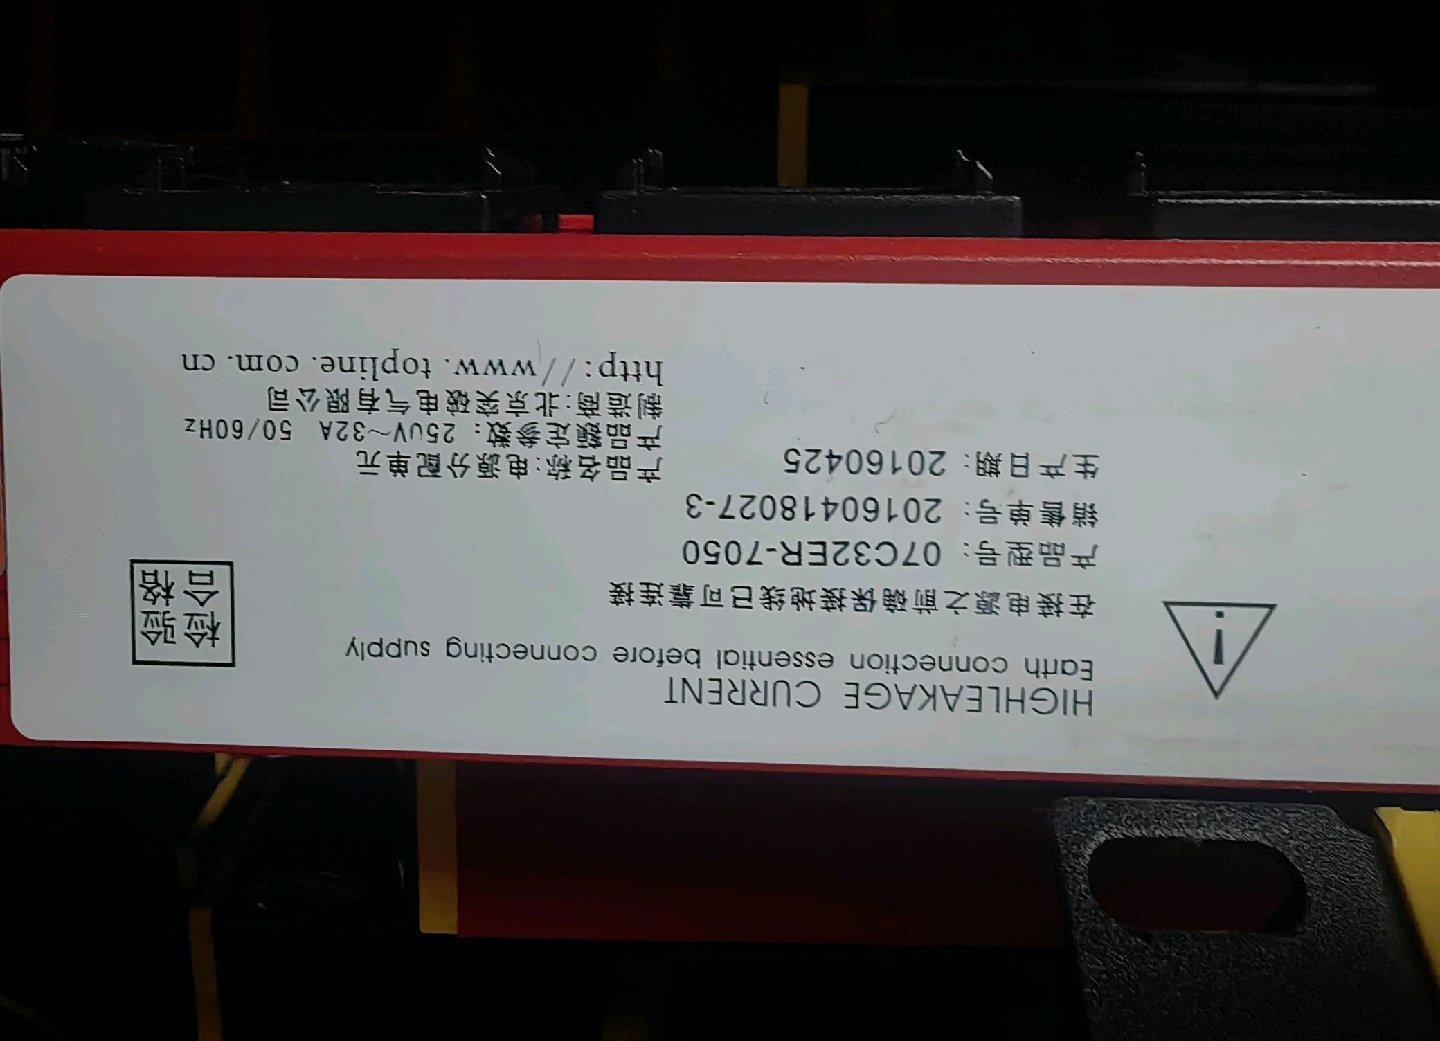 HIGHLEAKAGE CURRENT
Earth connection essential before connecting supply
在接电源之前确保接地线已可靠连接
产品型号: 07C32ER-7050
销售单号: 20160418027-3
生产日期: 20160425
产品名称:电源分配单元
产品额定参数: 250V~32A 50/60Hz
制造商:北京突破电气有限公司
http://www.topline.com.cn
检验
合格